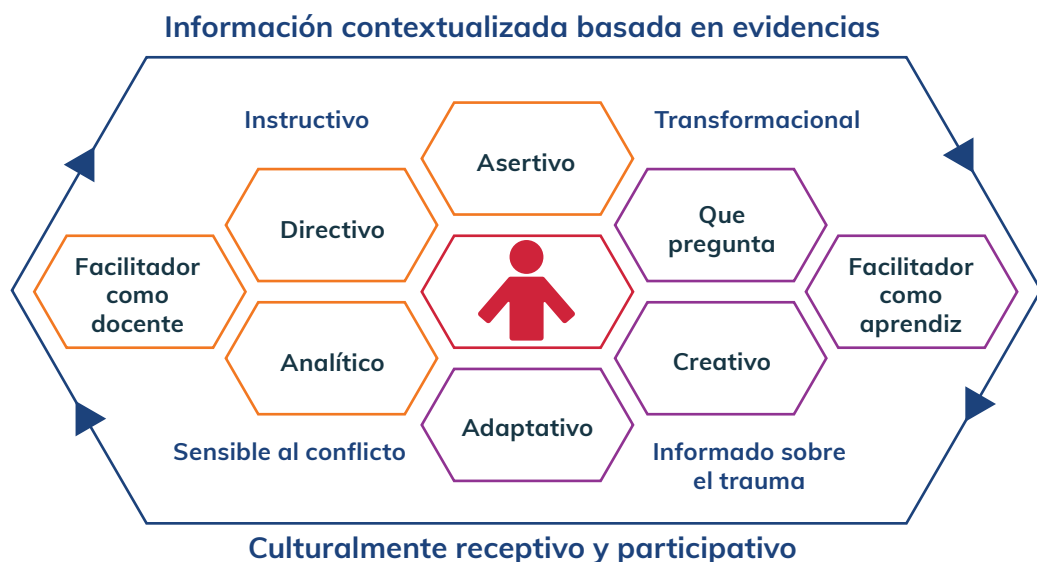 Información contextualizada basada en evidencias
Instructivo
Transformacional
Asertivo
Directivo
Que
pregunta
Facilitador
como
docente
Facilitador
como
aprendiz
Analítico
Creativo
Adaptativo
Sensible al conflicto
Informado sobre
el trauma
Culturalmente receptivo y participativo